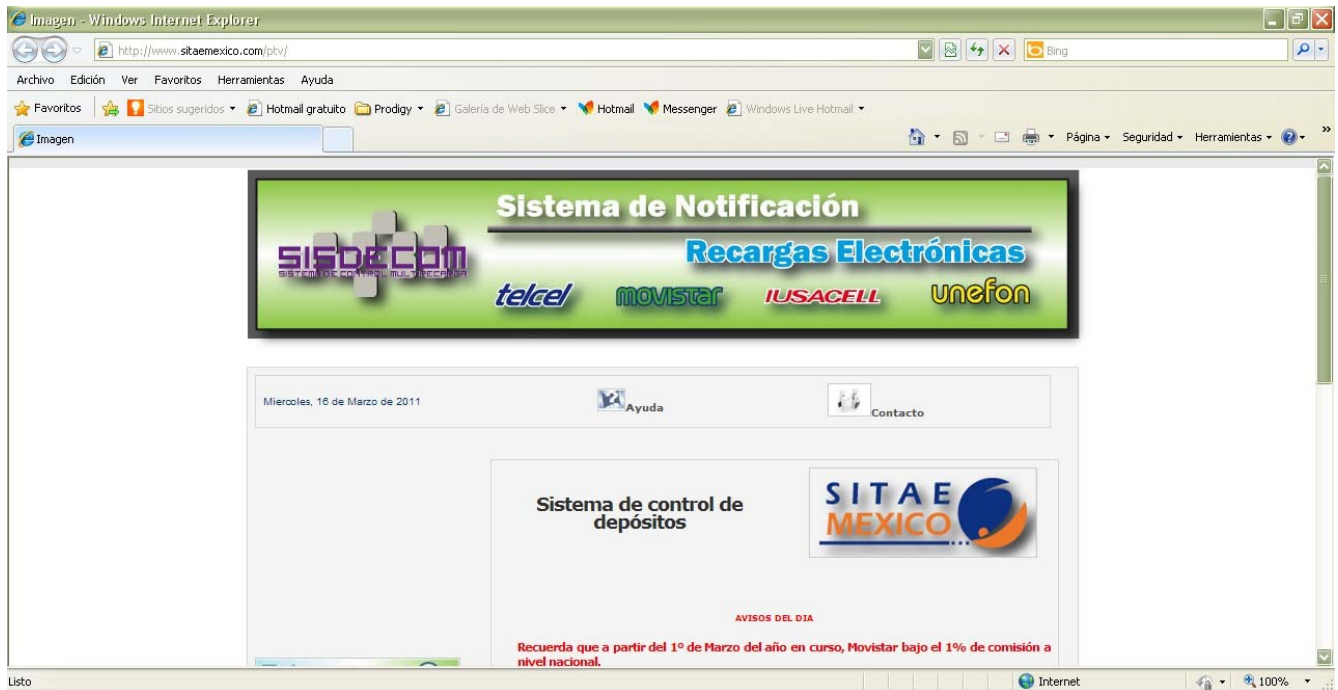 Imagen - Windows Internet Explorer
http://www.sitaemexico.com/ptv/
Bing
Archivo Edición Ver Favoritos Herramientas Ayuda
Favoritos Sitios sugeridos Hotmail gratuito Prodigy Galería de Web Slice Hotmail Messenger Windows Live Hotmail
Imagen
Página Seguridad Herramientas
Sistema de Notificación
Recargas Electrónicas
SISDECOM
SISTEMA DE CONTROL MULTIRECARGA
telcel movistar IUSACELL unefon
Miercoles, 16 de Marzo de 2011
Ayuda
Contacto
Sistema de control de
depósitos
SITAE
MEXICO
AVISOS DEL DIA
Recuerda que a partir del 1º de Marzo del año en curso, Movistar bajo el 1% de comisión a
nivel nacional.
Listo
Internet
100%